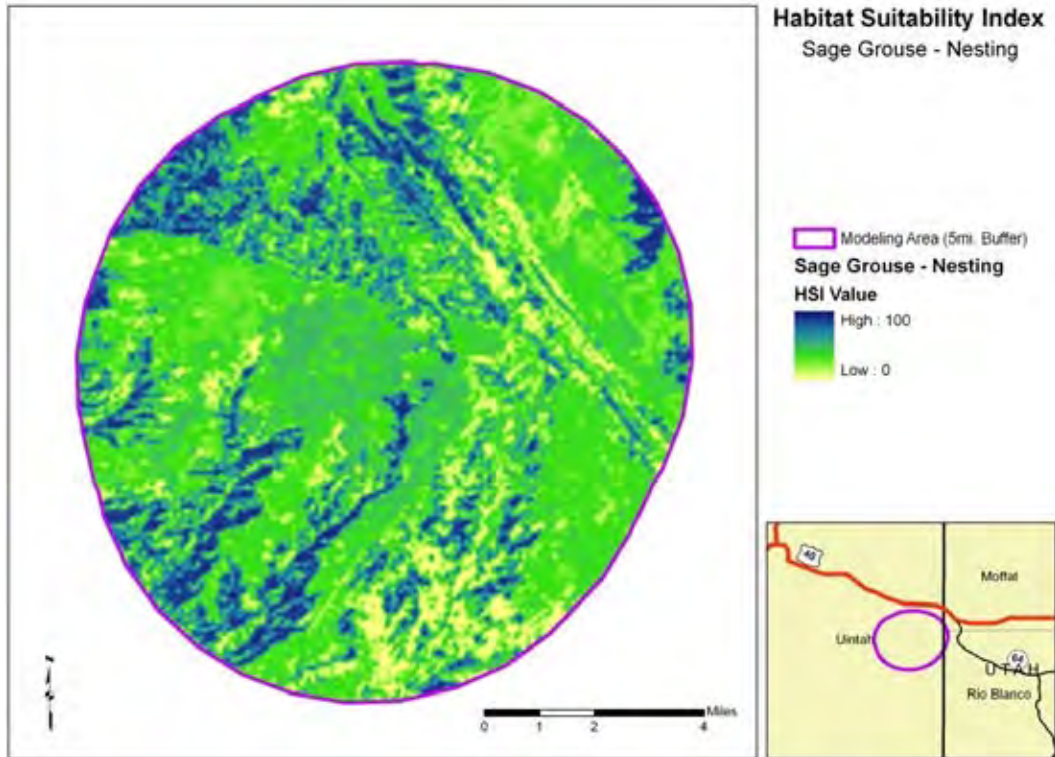 Habitat Suitability Index
Sage Grouse - Nesting
Modeling Area (5mi. Buffer)
Sage Grouse - Nesting
HSI Value
High : 100
Low : 0
Miles
0 1 2 4
40
Moffat
Uintah
64
UTAH
Rio Blanco